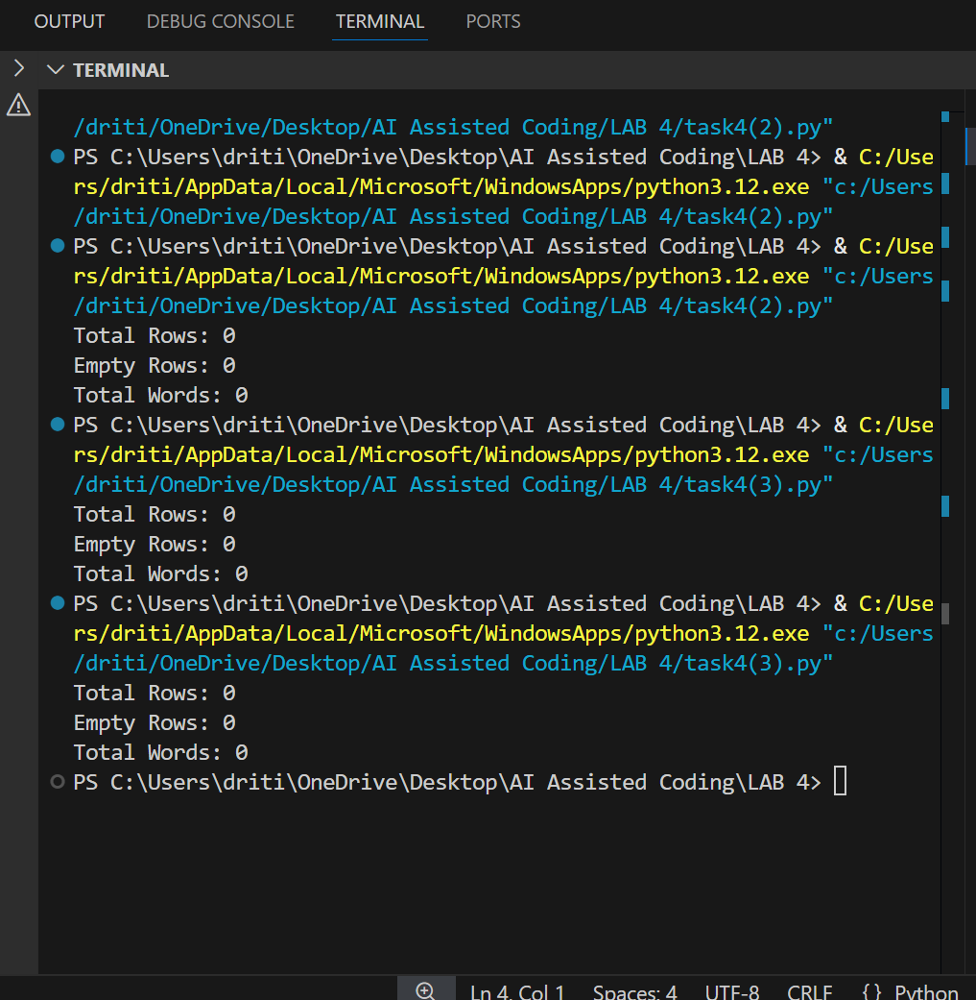 OUTPUT DEBUG CONSOLE TERMINAL PORTS
TERMINAL
/driti/OneDrive/Desktop/AI Assisted Coding/LAB 4/task4(2).py"
PS C:\Users\driti\OneDrive\Desktop\AI Assisted Coding\LAB 4> & C:/Use
rs/driti/AppData/Local/Microsoft/WindowsApps/python3.12.exe "c:/Users
/driti/OneDrive/Desktop/AI Assisted Coding/LAB 4/task4(2).py"
PS C:\Users\driti\OneDrive\Desktop\AI Assisted Coding\LAB 4> & C:/Use
rs/driti/AppData/Local/Microsoft/WindowsApps/python3.12.exe "c:/Users
/driti/OneDrive/Desktop/AI Assisted Coding/LAB 4/task4(2).py"
Total Rows: 0
Empty Rows: 0
Total Words: 0
PS C:\Users\driti\OneDrive\Desktop\AI Assisted Coding\LAB 4> & C:/Use
rs/driti/AppData/Local/Microsoft/WindowsApps/python3.12.exe "c:/Users
/driti/OneDrive/Desktop/AI Assisted Coding/LAB 4/task4(3).py"
Total Rows: 0
Empty Rows: 0
Total Words: 0
PS C:\Users\driti\OneDrive\Desktop\AI Assisted Coding\LAB 4> & C:/Use
rs/driti/AppData/Local/Microsoft/WindowsApps/python3.12.exe "c:/Users
/driti/OneDrive/Desktop/AI Assisted Coding/LAB 4/task4(3).py"
Total Rows: 0
Empty Rows: 0
Total Words: 0
PS C:\Users\driti\OneDrive\Desktop\AI Assisted Coding\LAB 4>
Ln 4, Col 1 Spaces: 4 UTF-8 CRLF {} Python